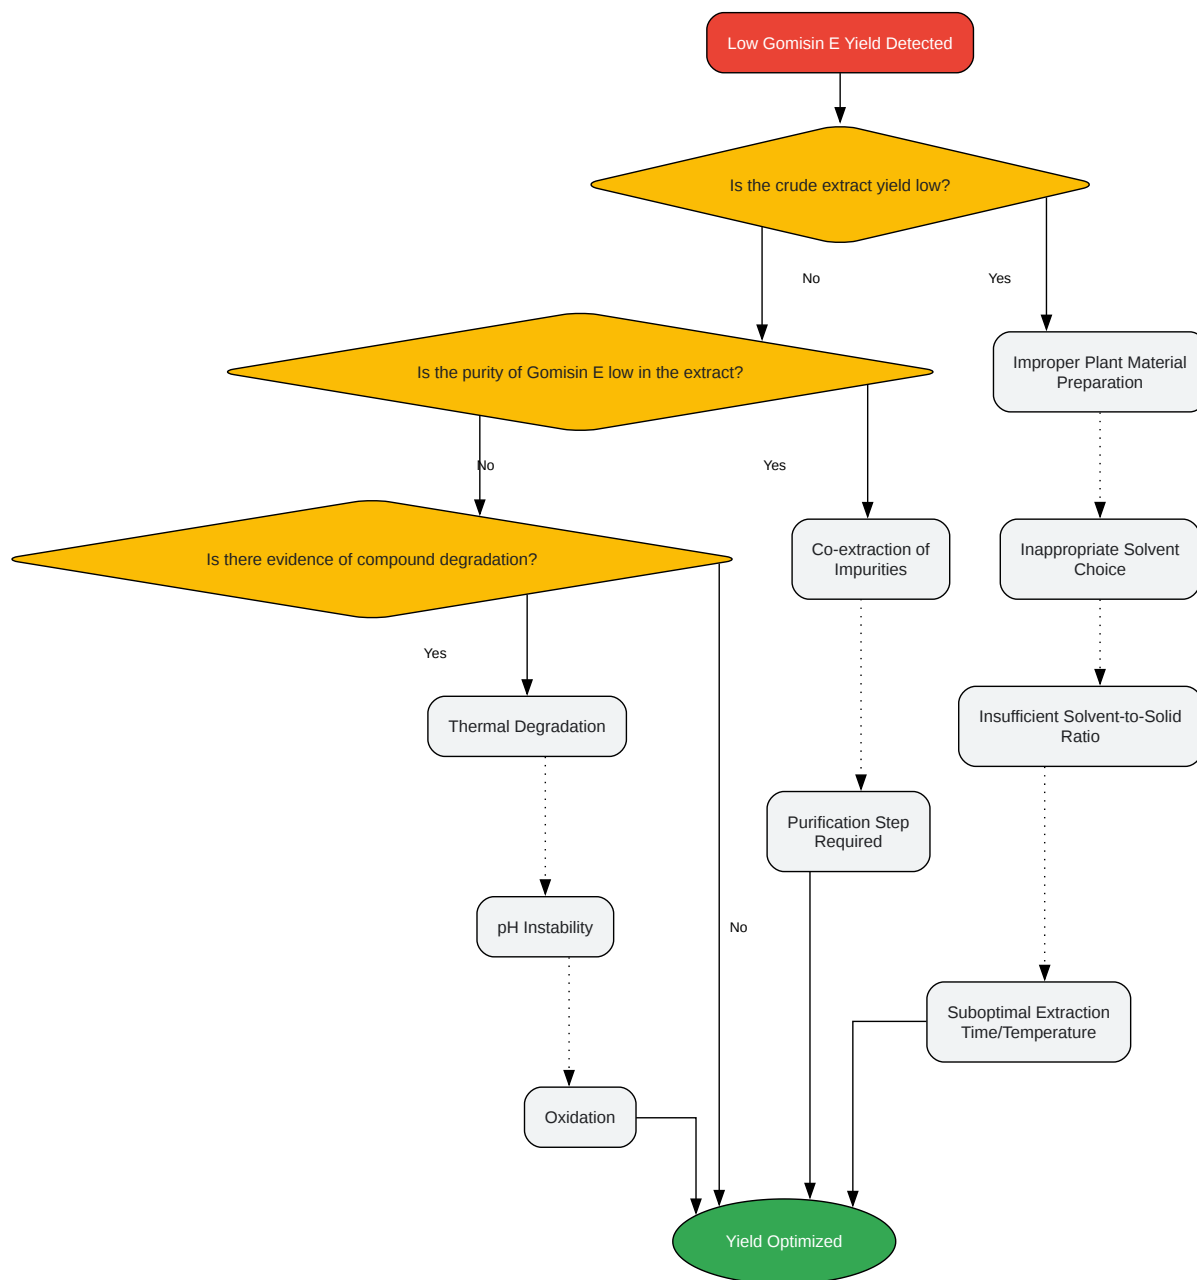 Low Gomisin E Yield Detected
Is the crude extract yield low?
No
Yes
Improper Plant Material
Preparation
Is the purity of Gomisin E low in the extract?
No
Yes
Co-extraction of
Impurities
Inappropriate Solvent
Choice
Is there evidence of compound degradation?
Yes
Thermal Degradation
Insufficient Solvent-to-Solid
Ratio
Purification Step
Required
pH Instability
No
Suboptimal Extraction
Time/Temperature
Oxidation
Yield Optimized